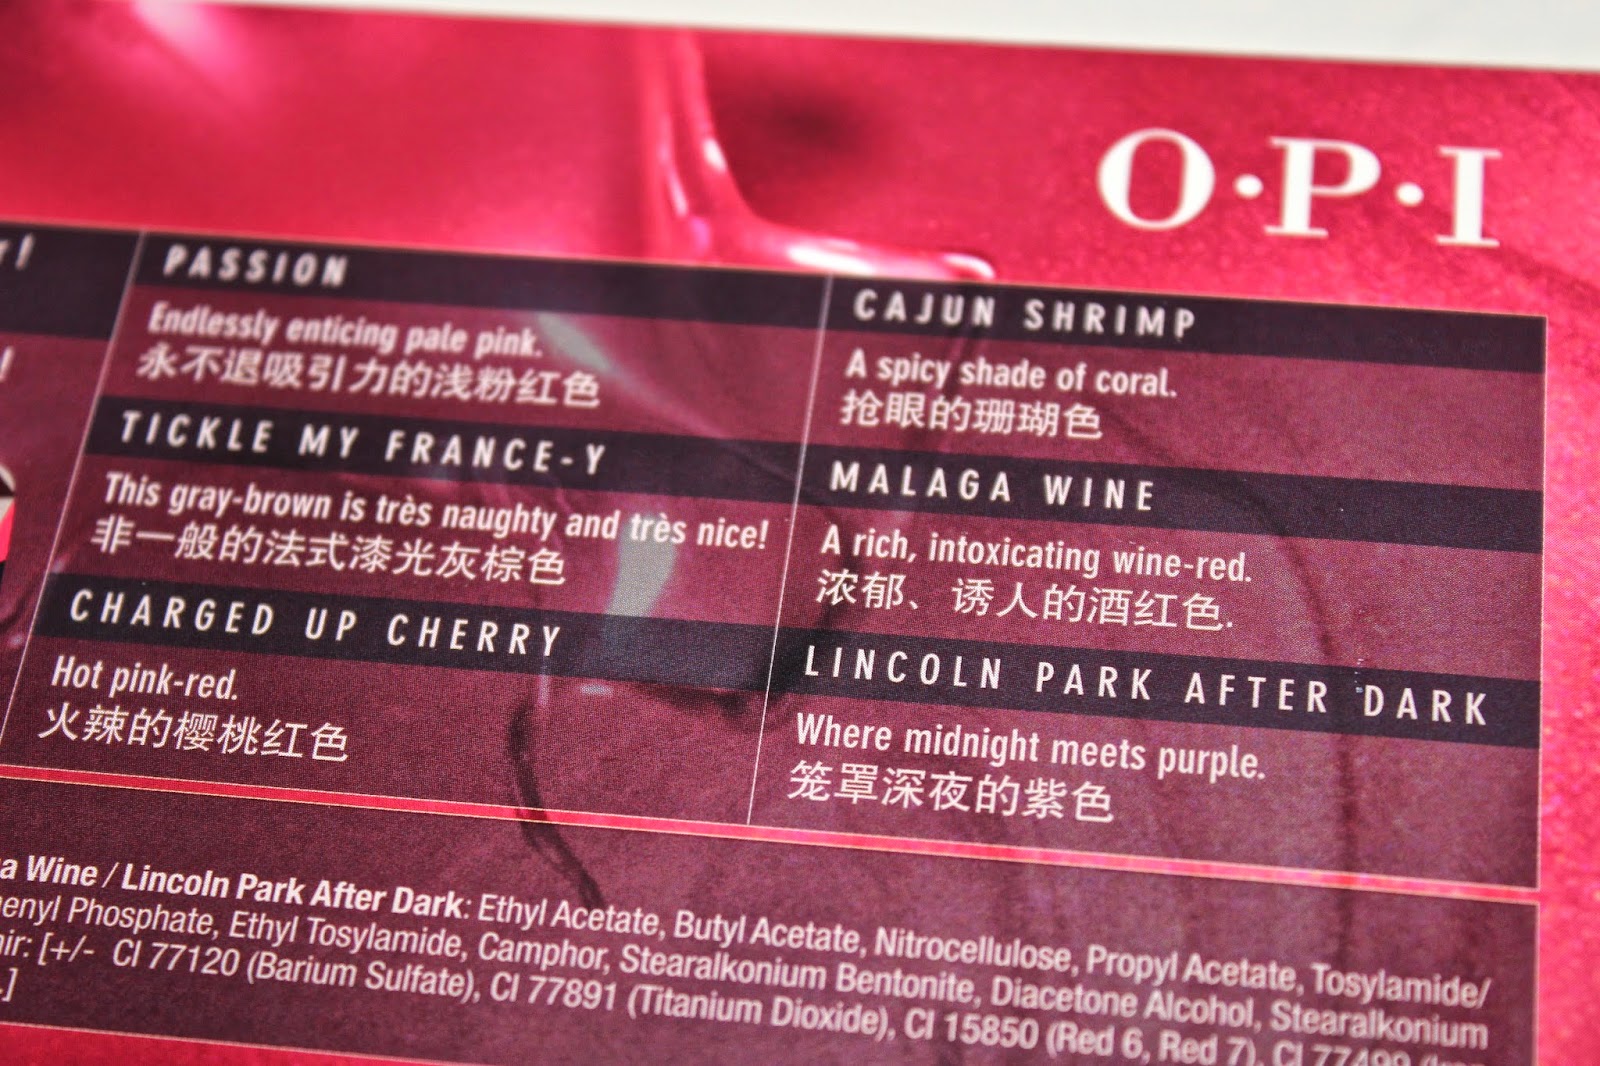 O·P·I
PASSION
Endlessly enticing pale pink.
永不退吸引力的浅粉红色
TICKLE MY FRANCE-Y
This gray-brown is très naughty and très nice!
非一般的法式漆光灰棕色
CHARGED UP CHERRY
Hot pink-red.
火辣的樱桃红色
CAJUN SHRIMP
A spicy shade of coral.
抢眼的珊瑚色
MALAGA WINE
A rich, intoxicating wine-red.
浓郁、诱人的酒红色.
LINCOLN PARK AFTER DARK
Where midnight meets purple.
笼罩深夜的紫色
Wine / Lincoln Park After Dark: Ethyl Acetate, Butyl Acetate, Nitrocellulose, Propyl Acetate, Tosylamide/
Phosphate, Ethyl Tosylamide, Camphor, Stearalkonium Bentonite, Diacetone Alcohol, Stearalkonium
[+/- CI 77120 (Barium Sulfate), CI 77891 (Titanium Dioxide), CI 15850 (Red 6, Red 7), CI 77499
.]